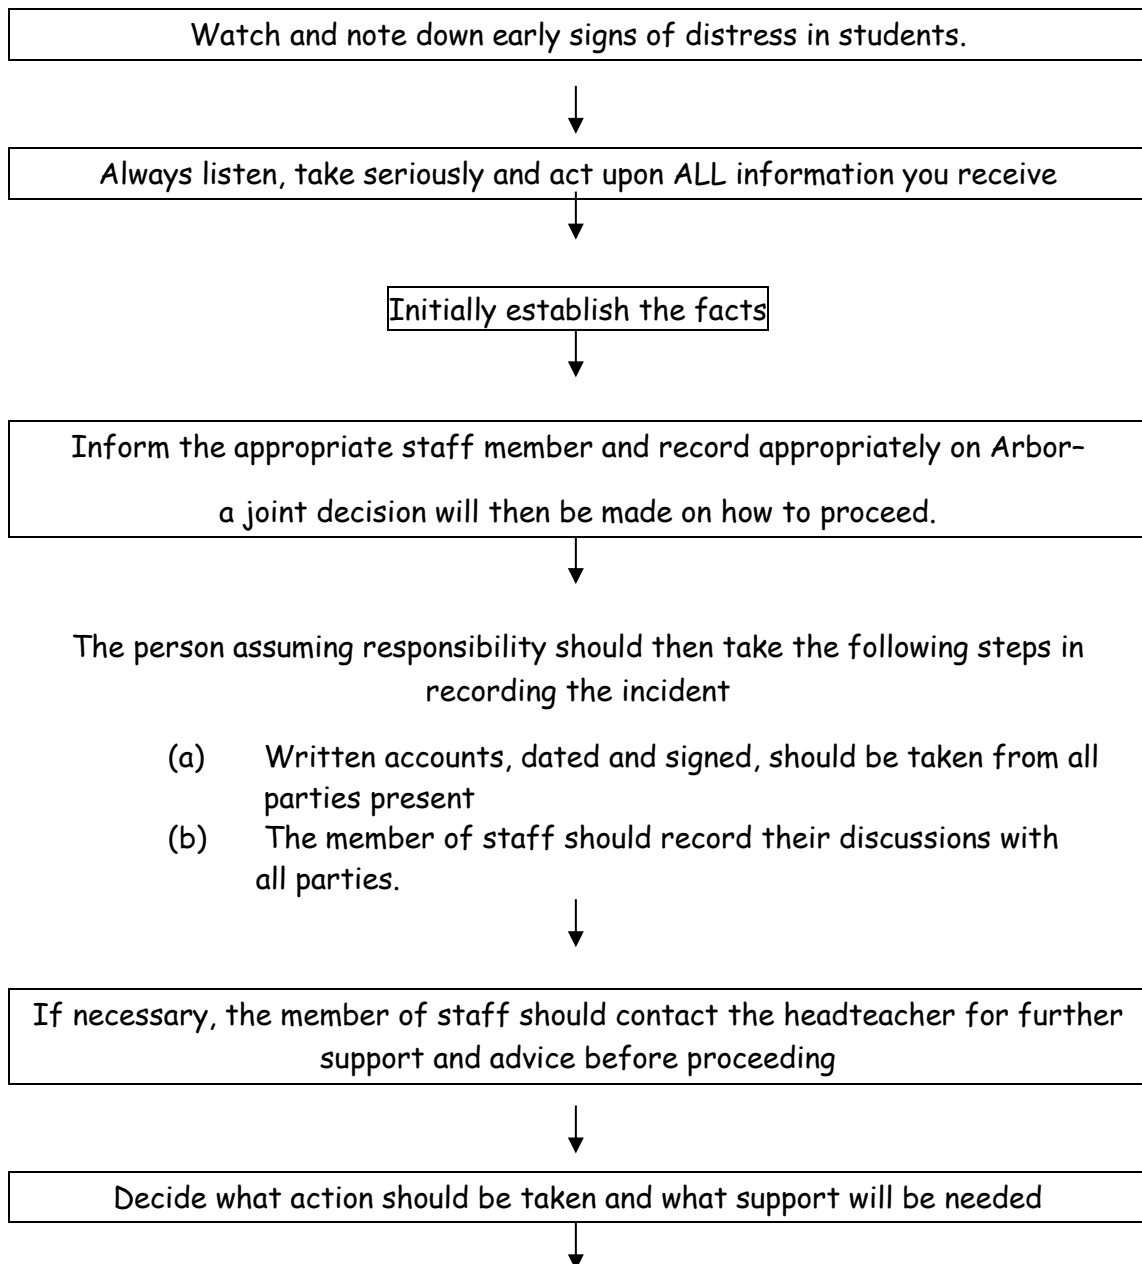 Watch and note down early signs of distress in students.
Always listen, take seriously and act upon ALL information you receive
Initially establish the facts
Inform the appropriate staff member and record appropriately on Arbor–
a joint decision will then be made on how to proceed.
The person assuming responsibility should then take the following steps in
recording the incident
(a) Written accounts, dated and signed, should be taken from all
parties present
(b) The member of staff should record their discussions with
all parties.
If necessary, the member of staff should contact the headteacher for further
support and advice before proceeding
Decide what action should be taken and what support will be needed